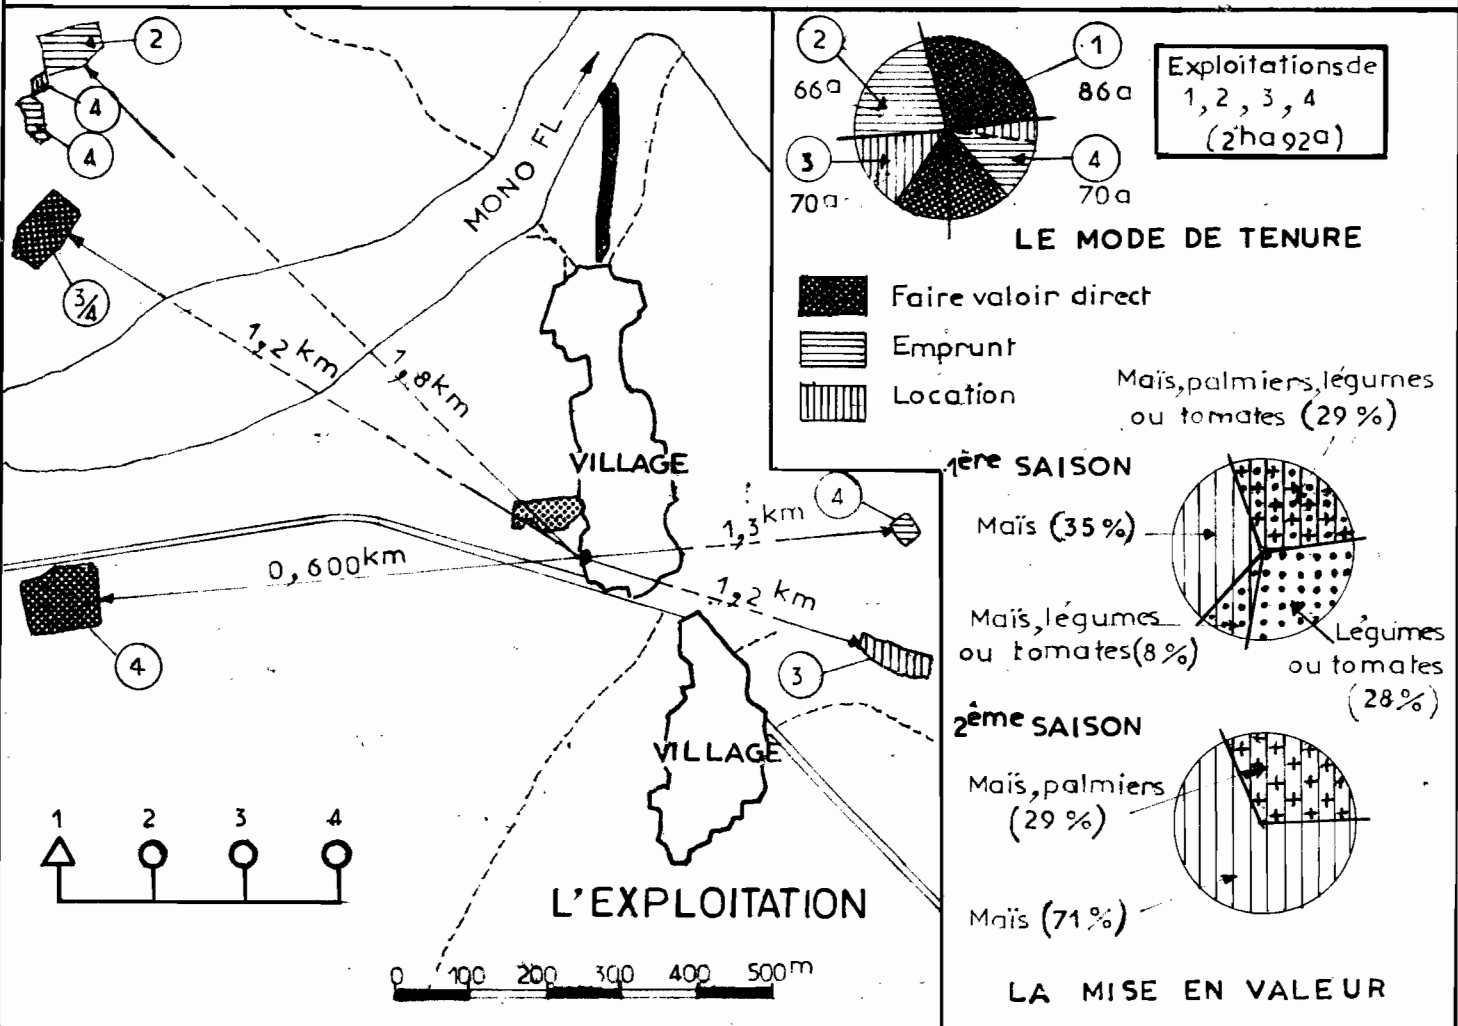 2
4
4
3/4
MONO FL
1,2 km
1,8 km
VILLAGE
0,600 km
1,3 km
4
1,2 km
4
3
VILLAGE
1 2 3 4
L'EXPLOITATION
0 100 200 300 400 500 m
2
66a
1
86a
3
70a
4
70a
Exploitations de
1, 2, 3, 4
(2ha 92a)
LE MODE DE TENURE
Faire valoir direct
Emprunt
Location
Maïs, palmiers, légumes
ou tomates (29 %)
1ère SAISON
Maïs (35 %)
Maïs, légumes
ou tomates (8 %)
Légumes
ou tomates
(28 %)
2ème SAISON
Maïs, palmiers
(29 %)
Maïs (71 %)
LA MISE EN VALEUR